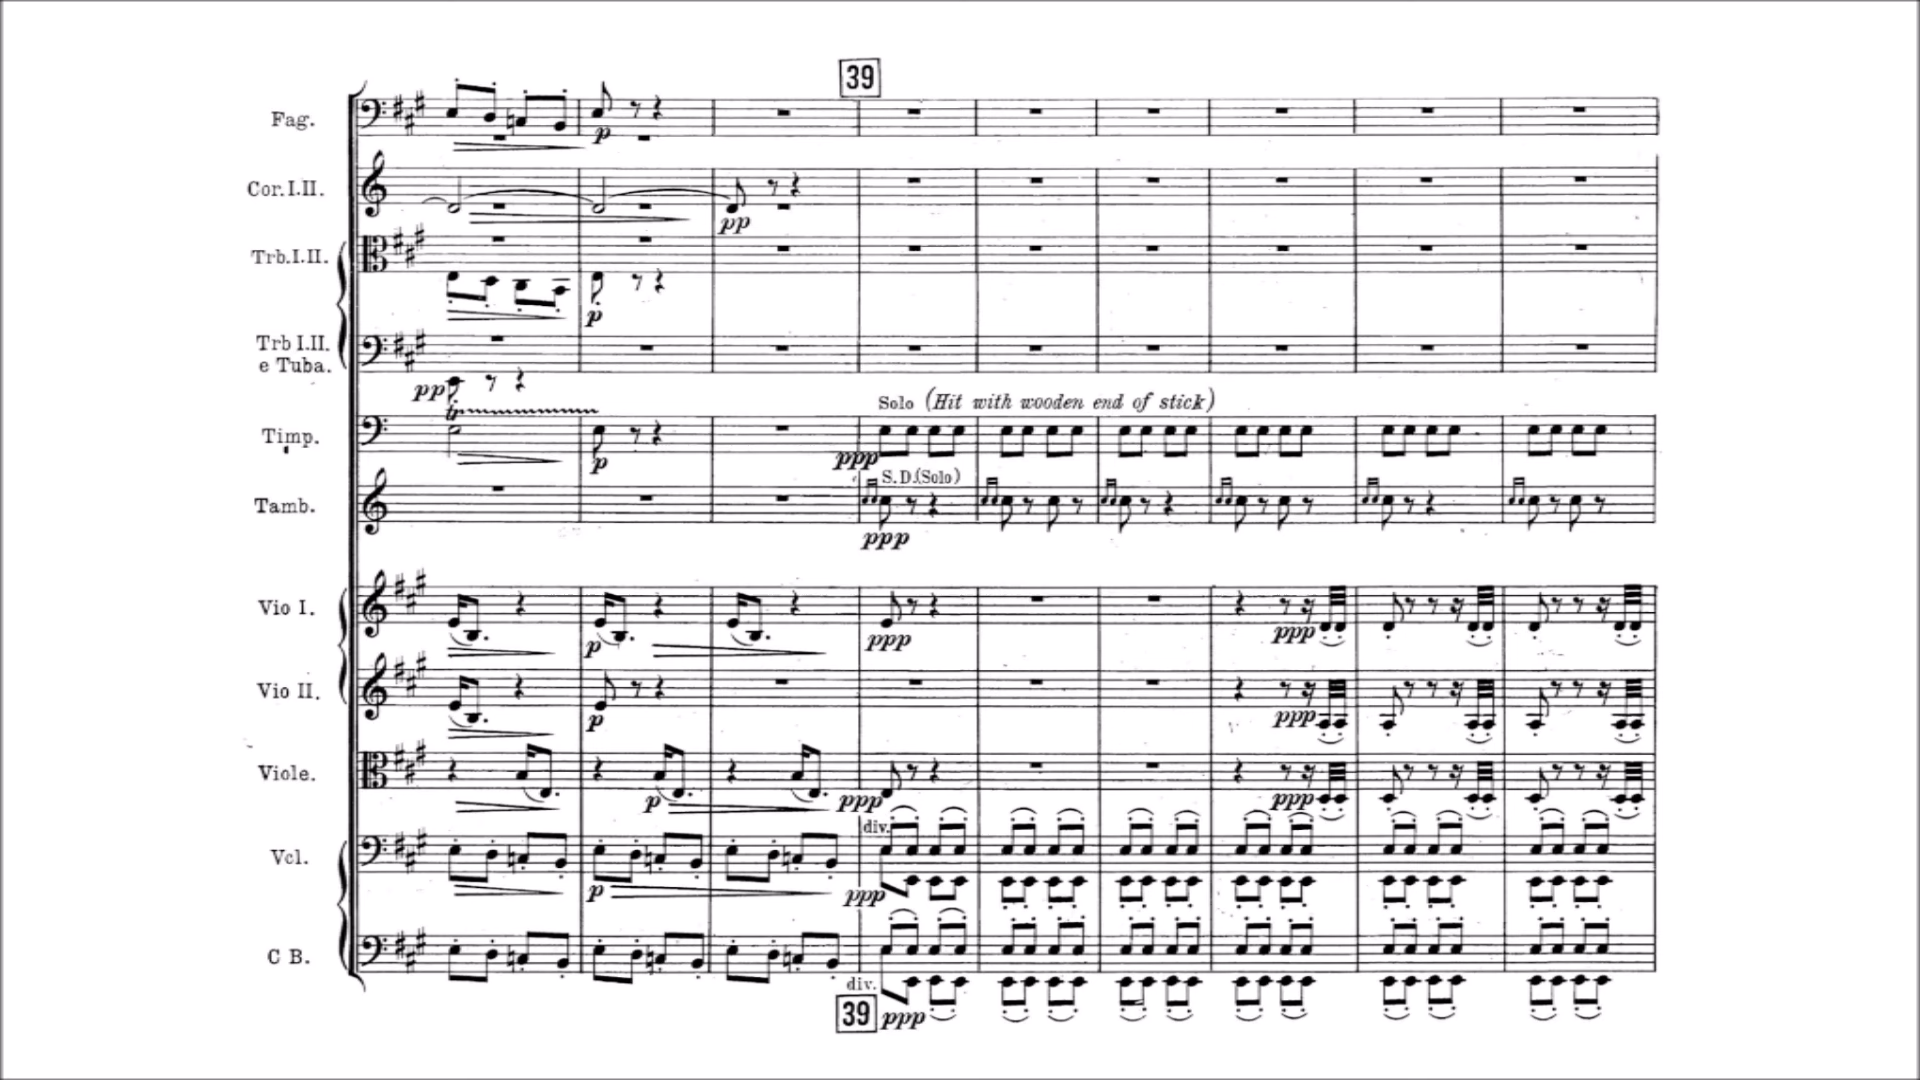 39
Fag.
p
Cor. I.II.
pp
Trb. I.II.
p
Trb I.II.
e Tuba.
pp
tr
Solo (Hit with wooden end of stick)
Timp.
p
ppp
S.D.(Solo)
Tamb.
ppp
Vio I.
p
ppp
ppp
Vio II.
p
ppp
Viole.
p
ppp
ppp
div.
Vcl.
p
ppp
C B.
div.
39
ppp